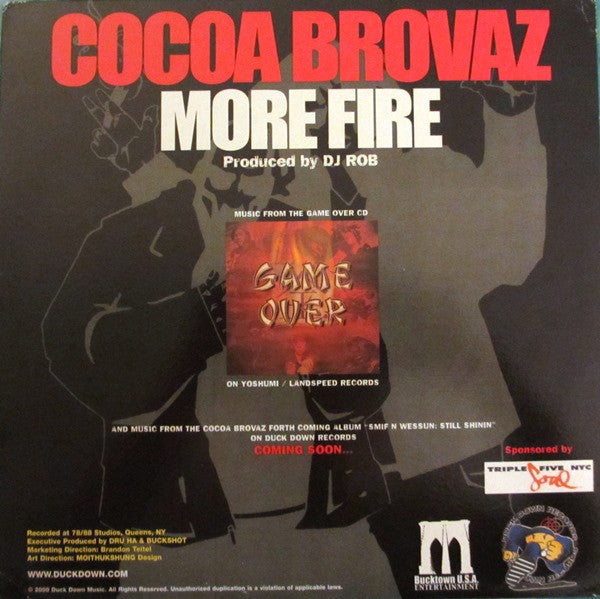 COCOA BROVAZ
MORE FIRE
Produced by DJ ROB
MUSIC FROM THE GAME OVER CD
GAME
OVER
ON YOSHUMI / LANDSPEED RECORDS
AND MUSIC FROM THE COCOA BROVAZ FORTH COMING ALBUM "SMIF N WESSUN: STILL SHININ"
ON DUCK DOWN RECORDS
COMING SOON...
Sponsored by
TRIPLE FIVE NYC
Soul
Recorded at 78/88 Studios, Queens, NY
Executive Produced by DRU HA & BUCKSHOT
Marketing Direction: Brandon Teitel
Art Direction: MOITHUKSHUNG Design
WWW.DUCKDOWN.COM
© 2000 Duck Down Music. All Rights Reserved. Unauthorized duplication is a violation of applicable laws.
Bucktown U.S.A.
ENTERTAINMENT
DUCK DOWN RECORDS